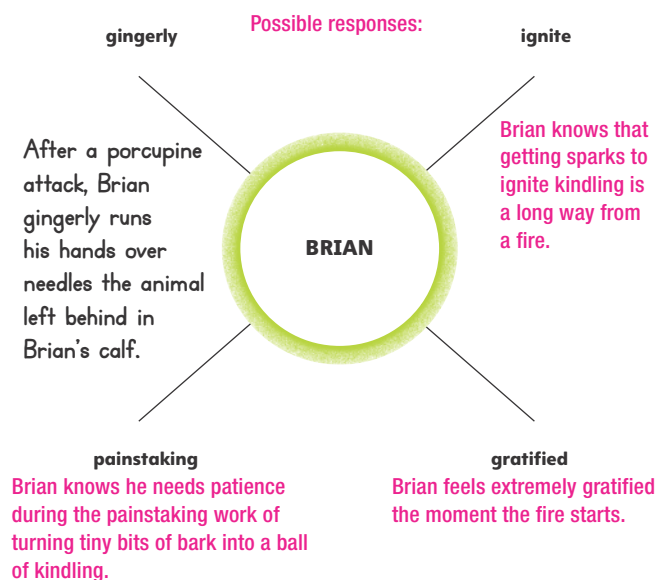 Possible responses:
gingerly
ignite
After a porcupine
attack, Brian
gingerly runs
his hands over
needles the animal
left behind in
Brian's calf.
Brian knows that
getting sparks to
ignite kindling is
a long way from
a fire.
BRIAN
painstaking
Brian knows he needs patience
during the painstaking work of
turning tiny bits of bark into a ball
of kindling.
gratified
Brian feels extremely gratified
the moment the fire starts.